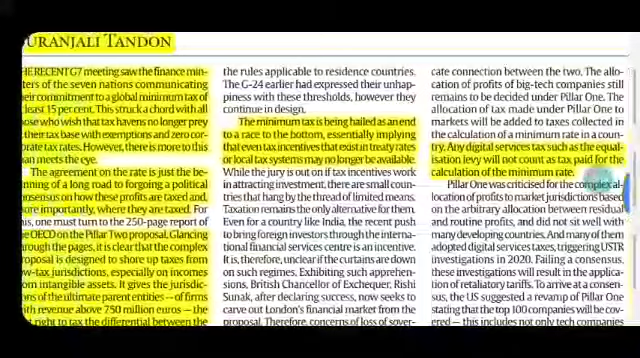 URANJALI TANDON
HE RECENT G7 meeting saw the finance min-
ters of the seven nations communicating
eir commitment to a global minimum tax of
least 15 per cent. This struck a chord with all
ose who wish that tax havens no longer prey
their tax base with exemptions and zero cor-
rate tax rates. However, there is more to this
an meets the eye.
The agreement on the rate is just the be-
nning of a long road to forging a political
nsensus on how these profits are taxed and,
ore importantly, where they are taxed. For
is, one must turn to the 250-page report of
e OECD on the Pillar Two proposal. Glancing
rough the pages, it is clear that the complex
oposal is designed to shore up taxes from
w-tax jurisdictions, especially on incomes
om intangible assets. It gives the jurisdic-
ons of the ultimate parent entities — of firms
ith revenue above 750 million euros — the
st right to tax the differential between the
the rules applicable to residence countries.
The G-24 earlier had expressed their unhap-
piness with these thresholds, however they
continue in design.
The minimum tax is being hailed as an end
to a race to the bottom, essentially implying
that even tax incentives that exist in treaty rates
or local tax systems may no longer be available.
While the jury is out on if tax incentives work
in attracting investment, there are small coun-
tries that hang by the thread of limited means.
Taxation remains the only alternative for them.
Even for a country like India, the recent push
to bring foreign investors through the interna-
tional financial services centre is an incentive.
It is, therefore, unclear if the curtains are down
on such regimes. Exhibiting such apprehen-
sions, British Chancellor of Exchequer, Rishi
Sunak, after declaring success, now seeks to
carve out London's financial market from the
proposal. Therefore, concerns of loss of sover-
cate connection between the two. The allo-
cation of profits of big-tech companies still
remains to be decided under Pillar One. The
allocation of tax made under Pillar One to
markets will be added to taxes collected in
the calculation of a minimum rate in a coun-
try. Any digital services tax such as the equal-
isation levy will not count as tax paid for the
calculation of the minimum rate.
Pillar One was criticised for the complex al-
location of profits to market jurisdictions based
on the arbitrary allocation between residual
and routine profits, and did not sit well with
many developing countries. And many of them
adopted digital services taxes, triggering USTR
investigations in 2020. Failing a consensus,
these investigations will result in the applica-
tion of retaliatory tariffs. To arrive at a consen-
sus, the US suggested a revamp of Pillar One
stating that the top 100 companies will be cov-
ered — this includes not only tech companies